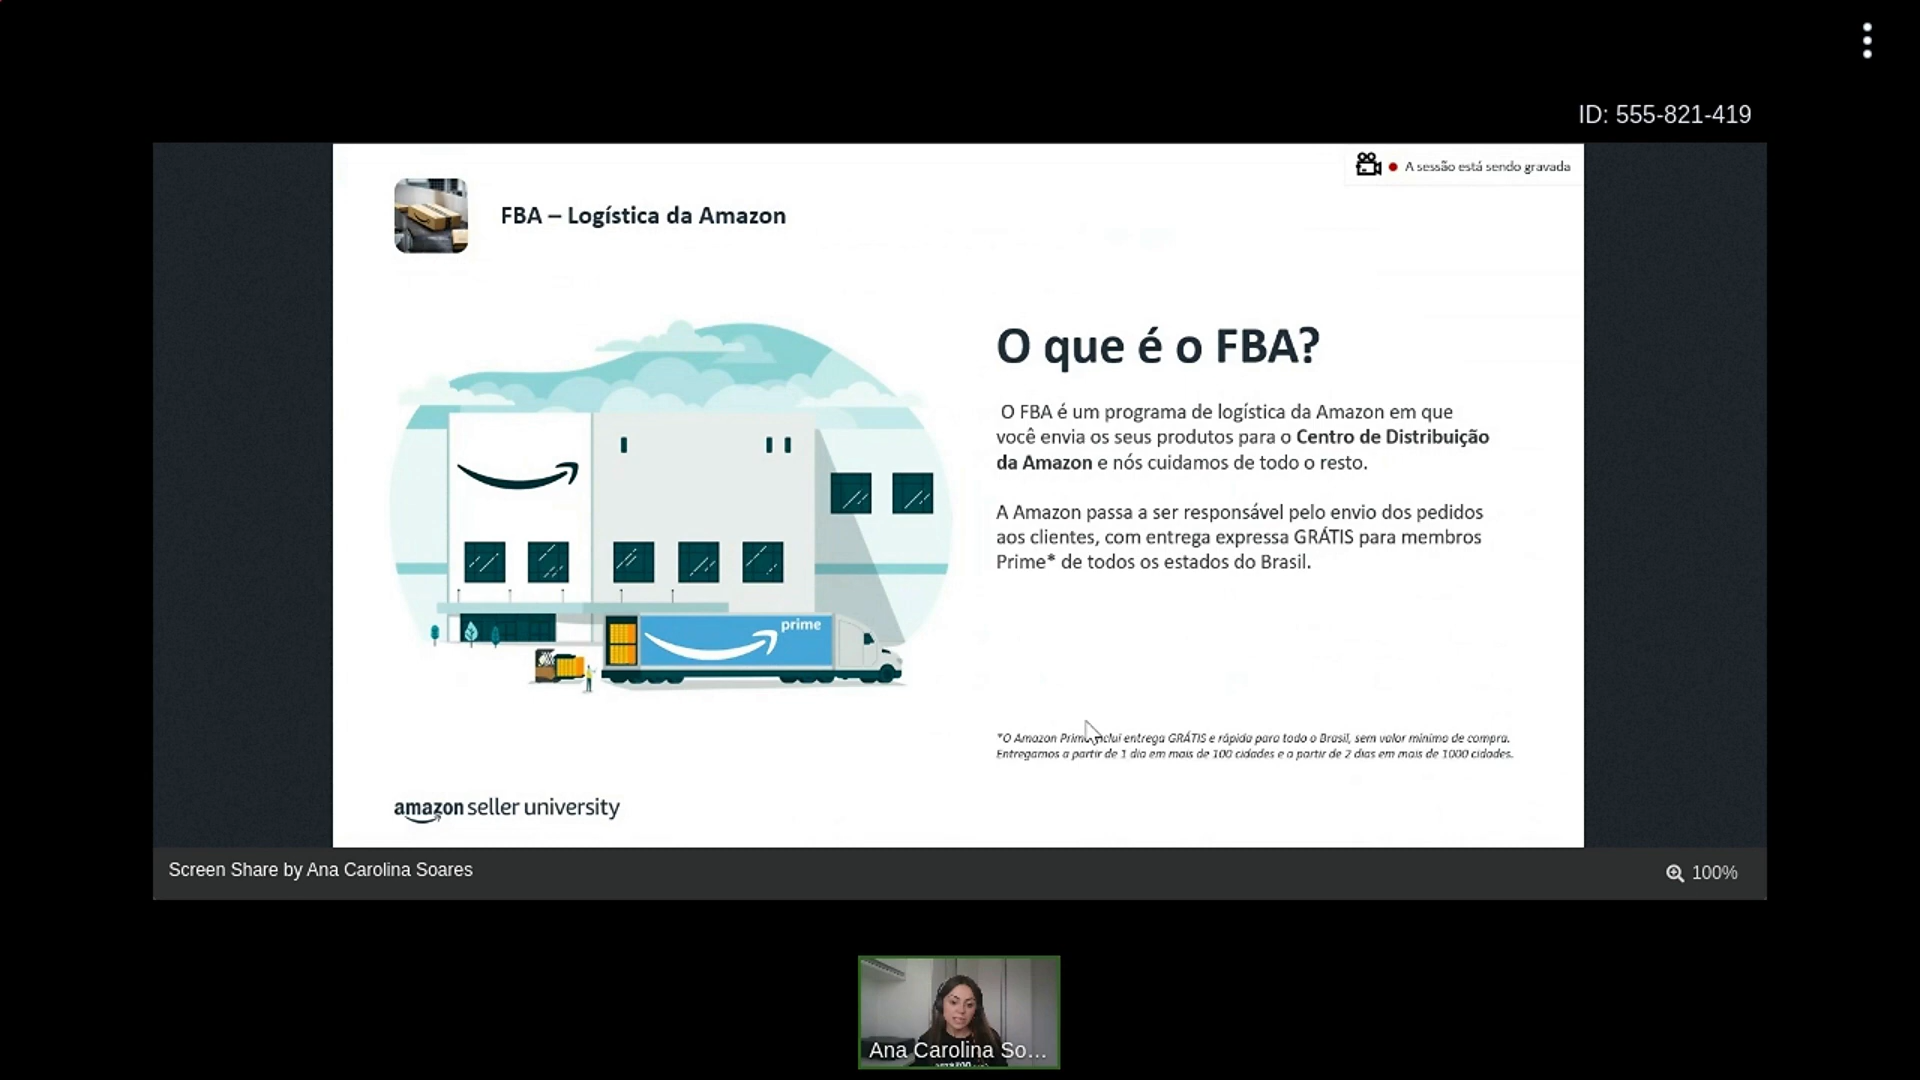 ID: 555-821-419
A sessão está sendo gravada
FBA – Logística da Amazon
O que é o FBA?
O FBA é um programa de logística da Amazon em que
você envia os seus produtos para o Centro de Distribuição
da Amazon e nós cuidamos de todo o resto.
A Amazon passa a ser responsável pelo envio dos pedidos
aos clientes, com entrega expressa GRÁTIS para membros
Prime* de todos os estados do Brasil.
prime
*O Amazon Prime inclui entrega GRÁTIS e rápida para todo o Brasil, sem valor mínimo de compra.
Entregamos a partir de 1 dia em mais de 100 cidades e a partir de 2 dias em mais de 1000 cidades.
amazon seller university
Screen Share by Ana Carolina Soares
100%
Ana Carolina So...